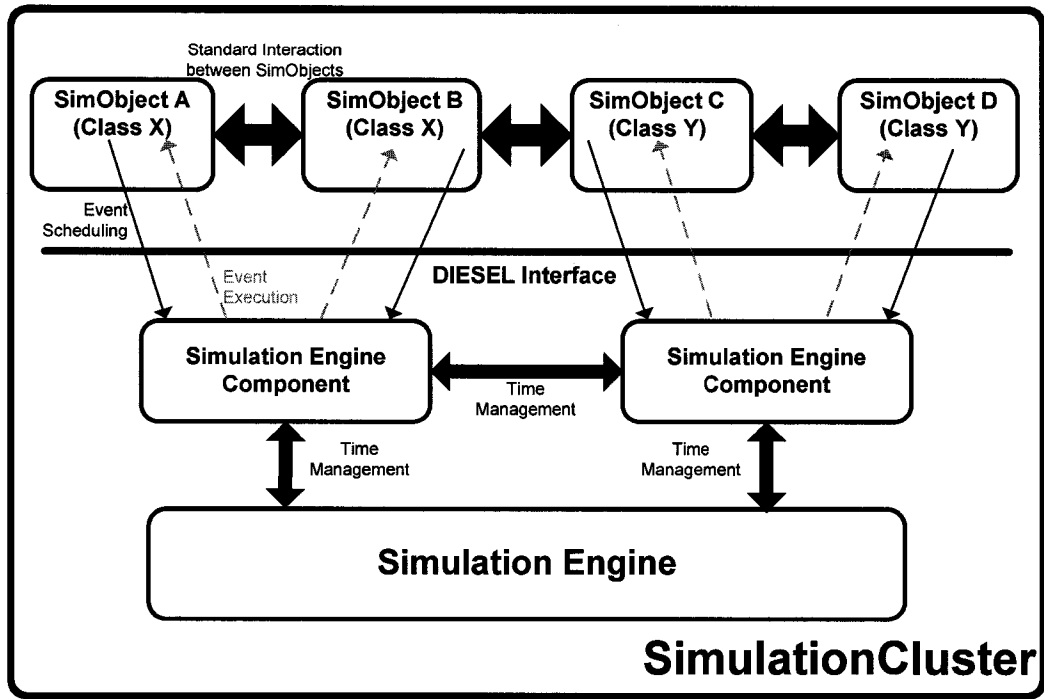 Standard Interaction
between SimObjects
SimObject A
(Class X)
SimObject B
(Class X)
SimObject C
(Class Y)
SimObject D
(Class Y)
Event
Scheduling
DIESEL Interface
Event
Execution
Simulation Engine
Component
Simulation Engine
Component
Time
Management
Time
Management
Time
Management
Simulation Engine
SimulationCluster